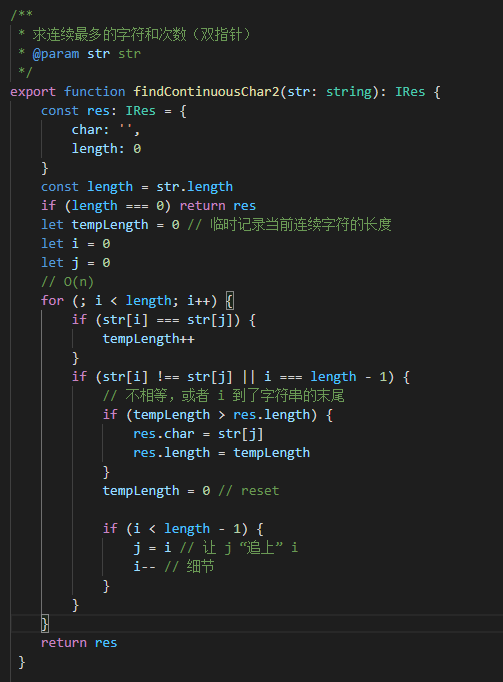 /**
 * 求连续最多的字符和次数（双指针）
 * @param str str
 */
export function findContinuousChar2(str: string): IRes {
    const res: IRes = {
        char: '',
        length: 0
    }
    const length = str.length
    if (length === 0) return res
    let tempLength = 0 // 临时记录当前连续字符的长度
    let i = 0
    let j = 0
    // O(n)
    for (; i < length; i++) {
        if (str[i] === str[j]) {
            tempLength++
        }
        if (str[i] !== str[j] || i === length - 1) {
            // 不相等，或者 i 到了字符串的末尾
            if (tempLength > res.length) {
                res.char = str[j]
                res.length = tempLength
            }
            tempLength = 0 // reset

            if (i < length - 1) {
                j = i // 让 j “追上” i
                i-- // 细节
            }
        }
    }
    return res
}